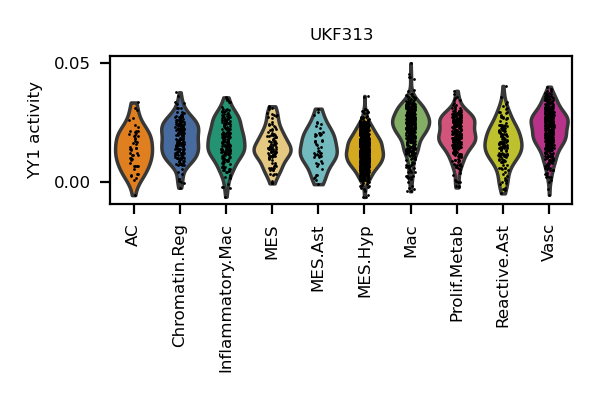 UKF313
YY1 activity
0.05
0.00
AC
Chromatin.Reg
Inflammatory.Mac
MES
MES.Ast
MES.Hyp
Mac
Prolif.Metab
Reactive.Ast
Vasc